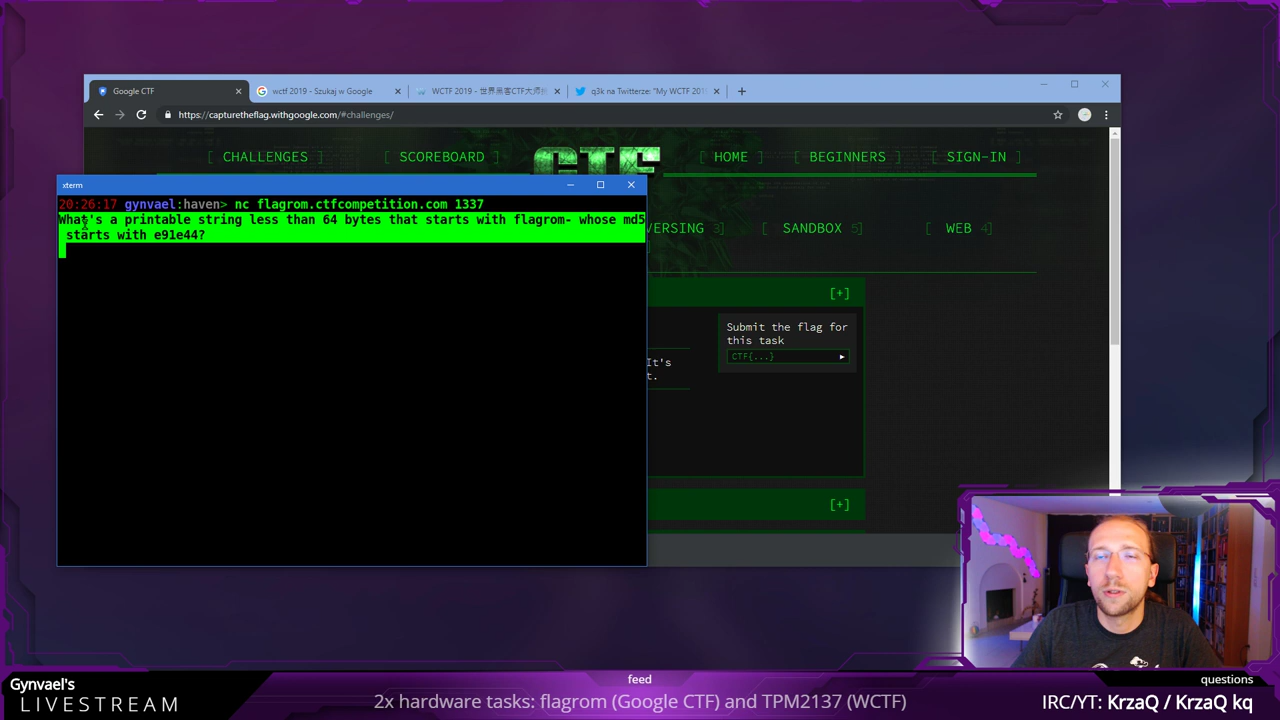 Google CTF
wctf 2019 - Szukaj w Google
WCTF 2019 - 世界黑客CTF大师
q3k na Twitterze: "My WCTF 201
https://capturetheflag.withgoogle.com/#challenges/
[ CHALLENGES ]
[ SCOREBOARD ]
CTF
[ HOME ]
[ BEGINNERS ]
[ SIGN-IN ]
xterm
20:26:17 gynvael:haven> nc flagrom.ctfcompetition.com 1337
What's a printable string less than 64 bytes that starts with flagrom- whose md5
starts with e91e44?
VERSING 3]
[ SANDBOX 5]
[ WEB 4]
[+]
Submit the flag for
this task
CTF{...}
It's
t.
[+]
Gynvael's
LIVESTREAM
feed
2x hardware tasks: flagrom (Google CTF) and TPM2137 (WCTF)
questions
IRC/YT: KrzaQ / KrzaQ kq